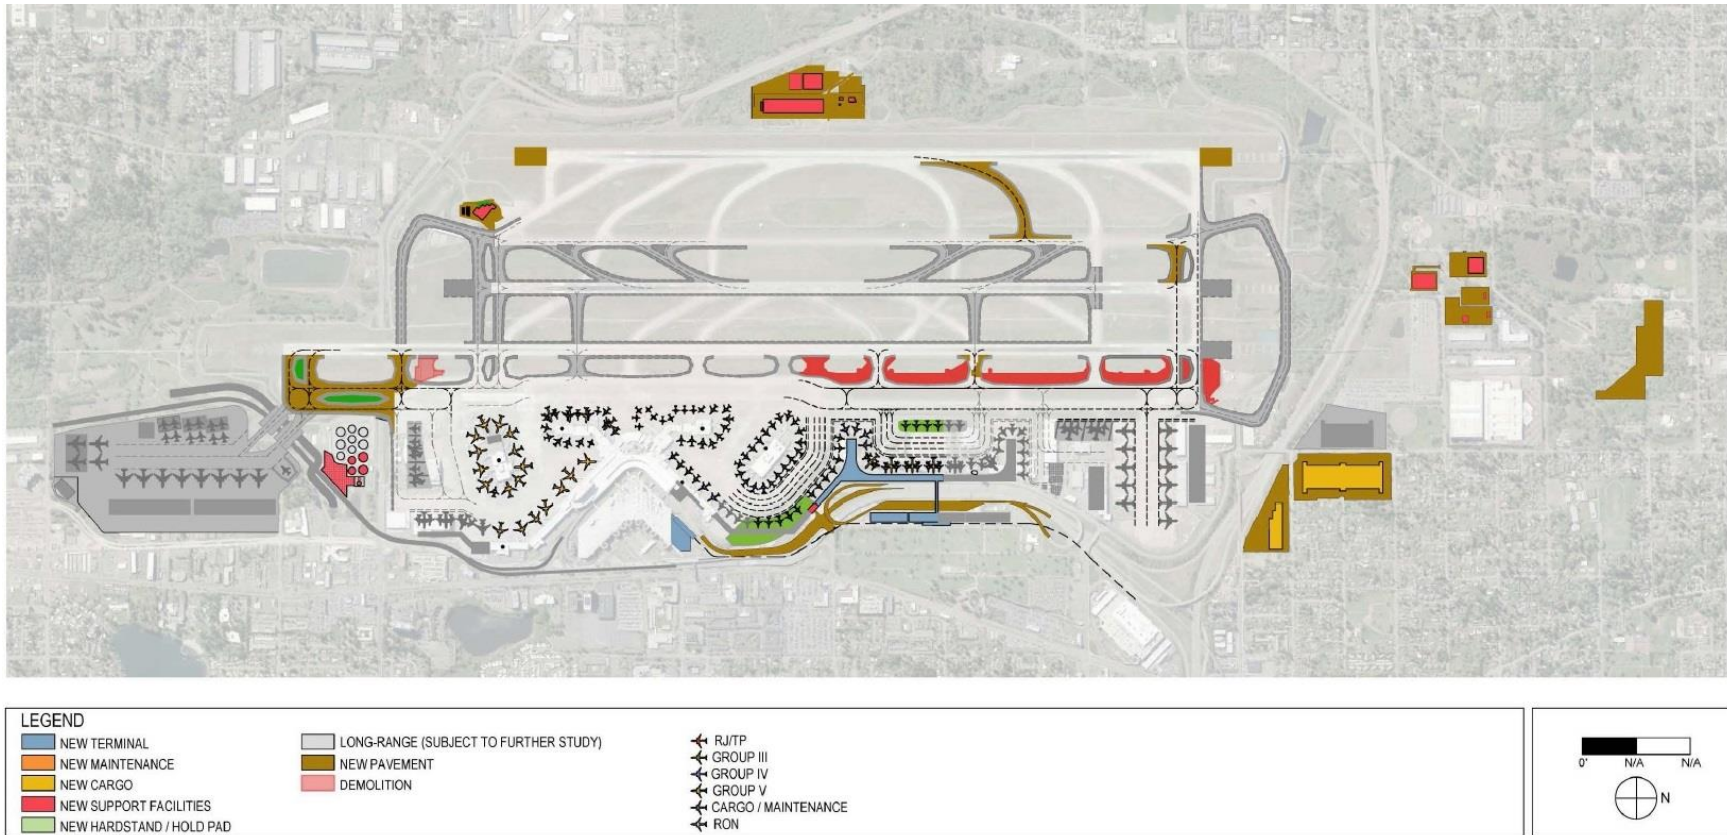 LEGEND
NEW TERMINAL
NEW MAINTENANCE
NEW CARGO
NEW SUPPORT FACILITIES
NEW HARDSTAND / HOLD PAD
LONG-RANGE (SUBJECT TO FURTHER STUDY)
NEW PAVEMENT
DEMOLITION
RJ/TP
GROUP III
GROUP IV
GROUP V
CARGO / MAINTENANCE
RON
0' N/A N/A
N